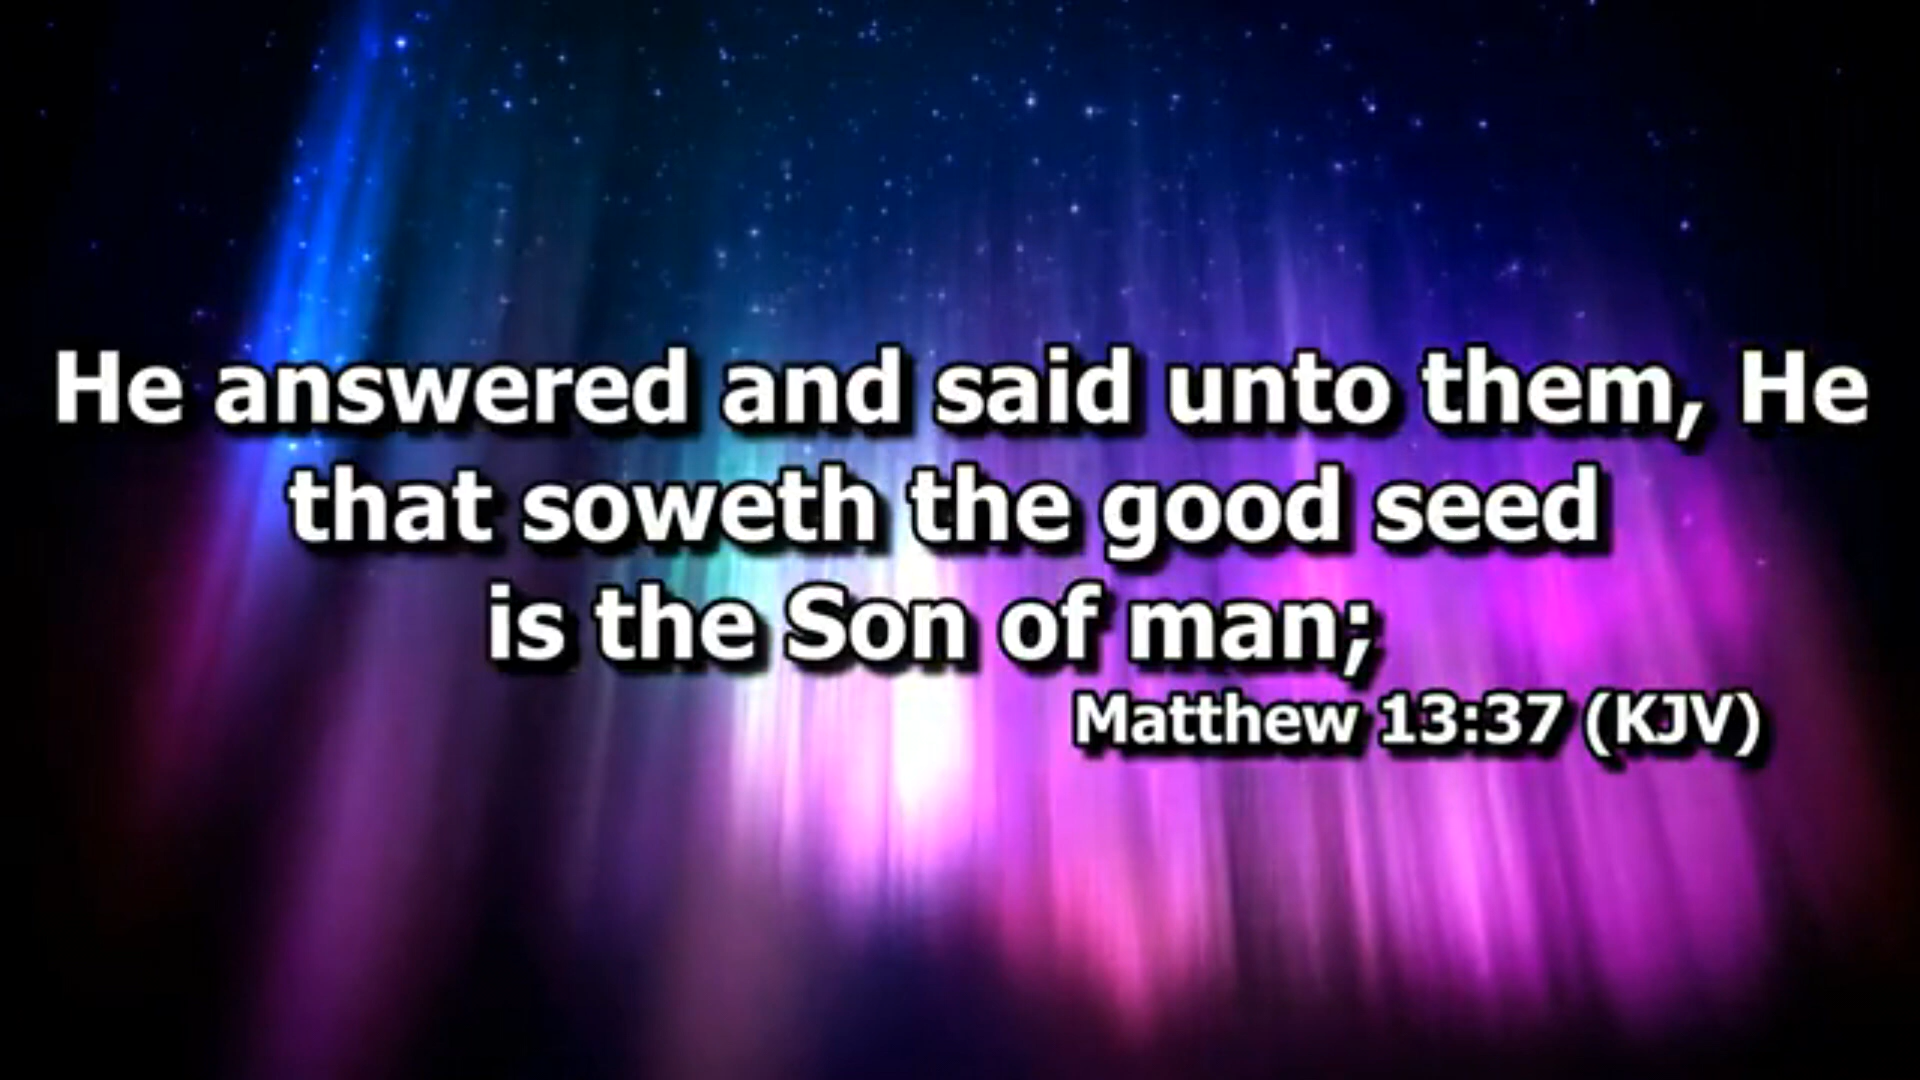 He answered and said unto them, He
that soweth the good seed
is the Son of man;
Matthew 13:37 (KJV)